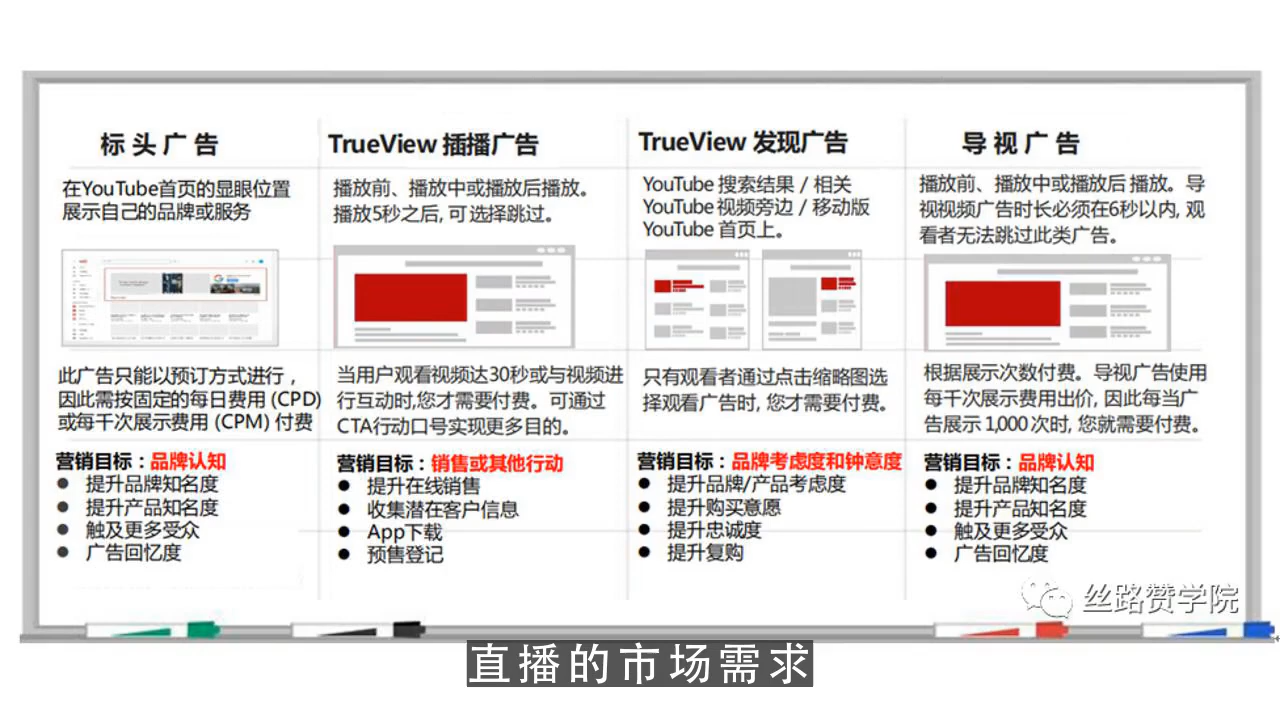 标头广告
在YouTube首页的显眼位置
展示自己的品牌或服务
此广告只能以预订方式进行，
因此需按固定的每日费用 (CPD)
或每千次展示费用 (CPM) 付费
营销目标：品牌认知
● 提升品牌知名度
● 提升产品知名度
● 触及更多受众
● 广告回忆度
TrueView 插播广告
播放前、播放中或播放后播放。
播放5秒之后, 可选择跳过。
当用户观看视频达30秒或与视频进
行互动时,您才需要付费。可通过
CTA行动口号实现更多目的。
营销目标：销售或其他行动
● 提升在线销售
● 收集潜在客户信息
● App下载
● 预售登记
TrueView 发现广告
YouTube 搜索结果 / 相关
YouTube 视频旁边 / 移动版
YouTube 首页上。
只有观看者通过点击缩略图选
择观看广告时, 您才需要付费。
营销目标：品牌考虑度和钟意度
● 提升品牌/产品考虑度
● 提升购买意愿
● 提升忠诚度
● 提升复购
导视广告
播放前、播放中或播放后 播放。导
视视频广告时长必须在6秒以内, 观
看者无法跳过此类广告。
根据展示次数付费。导视广告使用
每千次展示费用出价, 因此每当广
告展示 1,000 次时, 您就需要付费。
营销目标：品牌认知
● 提升品牌知名度
● 提升产品知名度
● 触及更多受众
● 广告回忆度
丝路赞学院
直播的市场需求